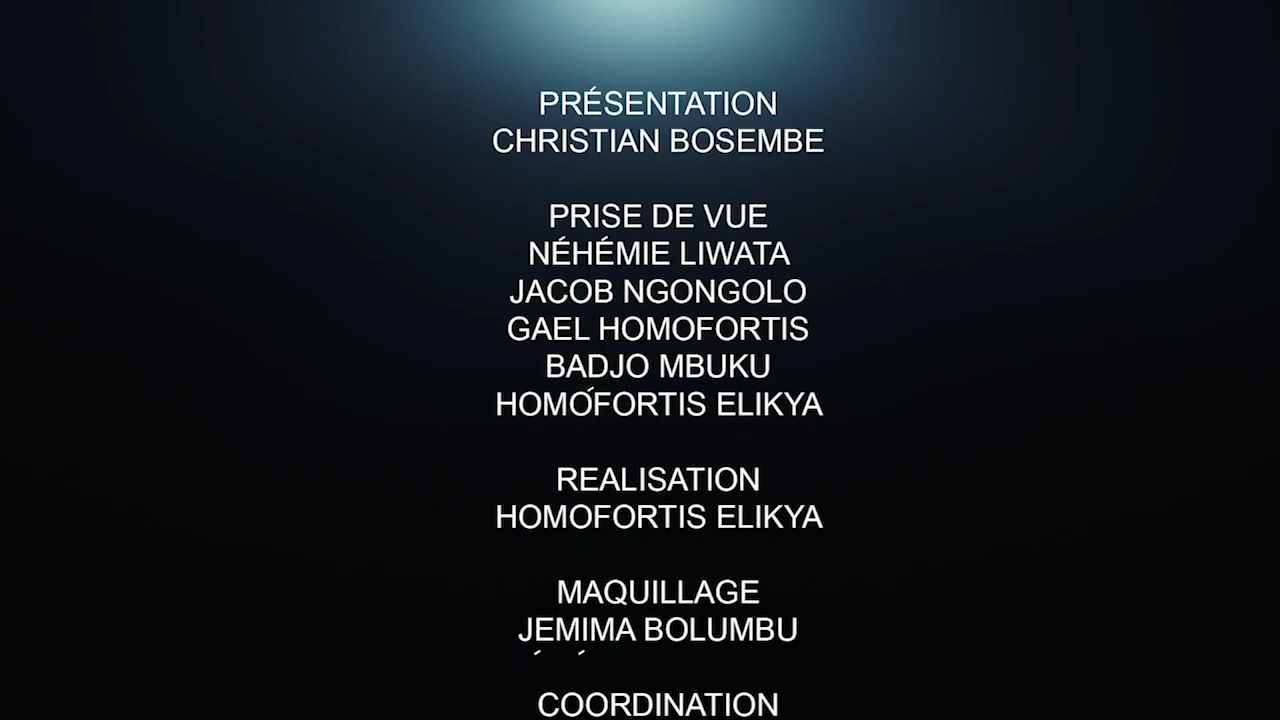 PRÉSENTATION
CHRISTIAN BOSEMBE
PRISE DE VUE
NÉHÉMIE LIWATA
JACOB NGONGOLO
GAEL HOMOFORTIS
BADJO MBUKU
HOMOFORTIS ELIKYA
REALISATION
HOMOFORTIS ELIKYA
MAQUILLAGE
JEMIMA BOLUMBU
COORDINATION